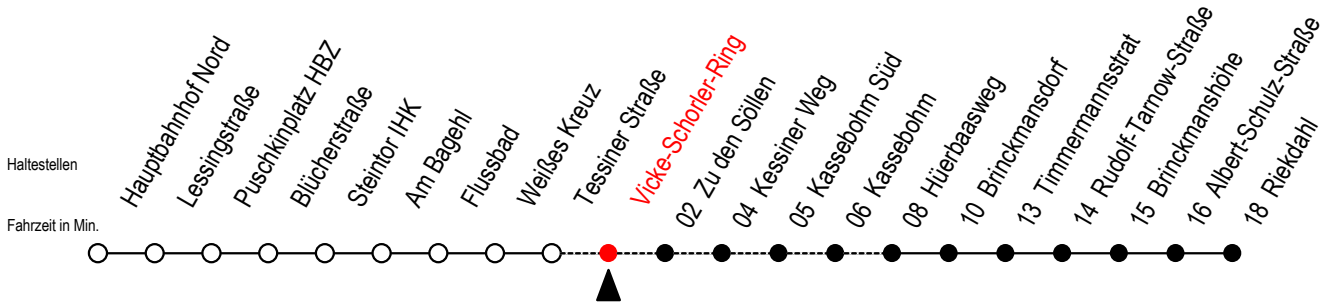 Haltestellen
Hauptbahnhof Nord
Lessingstraße
Puschkinplatz HBZ
Blücherstraße
Steintor IHK
Am Bagehl
Flussbad
Weißes Kreuz
Tessiner Straße
Vicke-Schorler-Ring
02 Zu den Söllen
04 Kessiner Weg
05 Kassebohm Süd
06 Kassebohm
08 Hüerbaasweg
10 Brinckmansdorf
13 Timmermannsstrat
14 Rudolf-Tarnow-Straße
15 Brinckmanshöhe
16 Albert-Schulz-Straße
18 Riekdahl
Fahrzeit in Min.